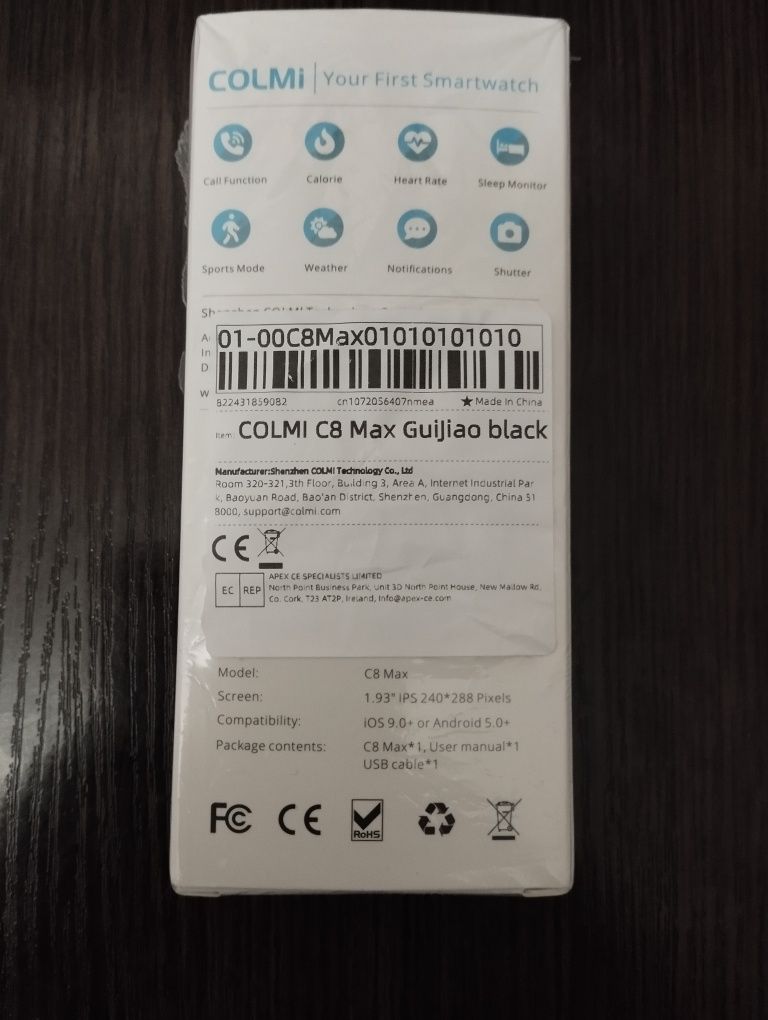 COLMi | Your First Smartwatch
Call Function Calorie Heart Rate Sleep Monitor
Sports Mode Weather Notifications Shutter
01-00C8Max01010101010
822431859082 cn1072056407nmea ★ Made In China
Item: COLMI C8 Max GuiJiao black
Manufacturer:Shenzhen COLMI Technology Co., Ltd
Room 320-321,3th Floor, Building 3, Area A, Internet Industrial Par
k, Baoyuan Road, Bao'an District, Shenzhen, Guangdong, China 51
8000, support@colmi.com
CE
EC REP
APEX CE SPECIALISTS LIMITED
North Point Business Park, Unit 3D North Point House, New Mallow Rd,
Co. Cork, T23 AT2P, Ireland, Info@apex-ce.com
Model: C8 Max
Screen: 1.93" IPS 240*288 Pixels
Compatibility: iOS 9.0+ or Android 5.0+
Package contents: C8 Max*1, User manual*1
USB cable*1
FC CE RoHS